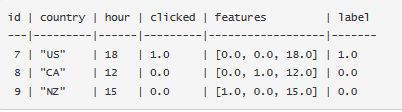 id | country | hour | clicked | features | label
---|---------|------|---------|------------------|-------
7 | "US" | 18 | 1.0 | [0.0, 0.0, 18.0] | 1.0
8 | "CA" | 12 | 0.0 | [0.0, 1.0, 12.0] | 0.0
9 | "NZ" | 15 | 0.0 | [1.0, 0.0, 15.0] | 0.0